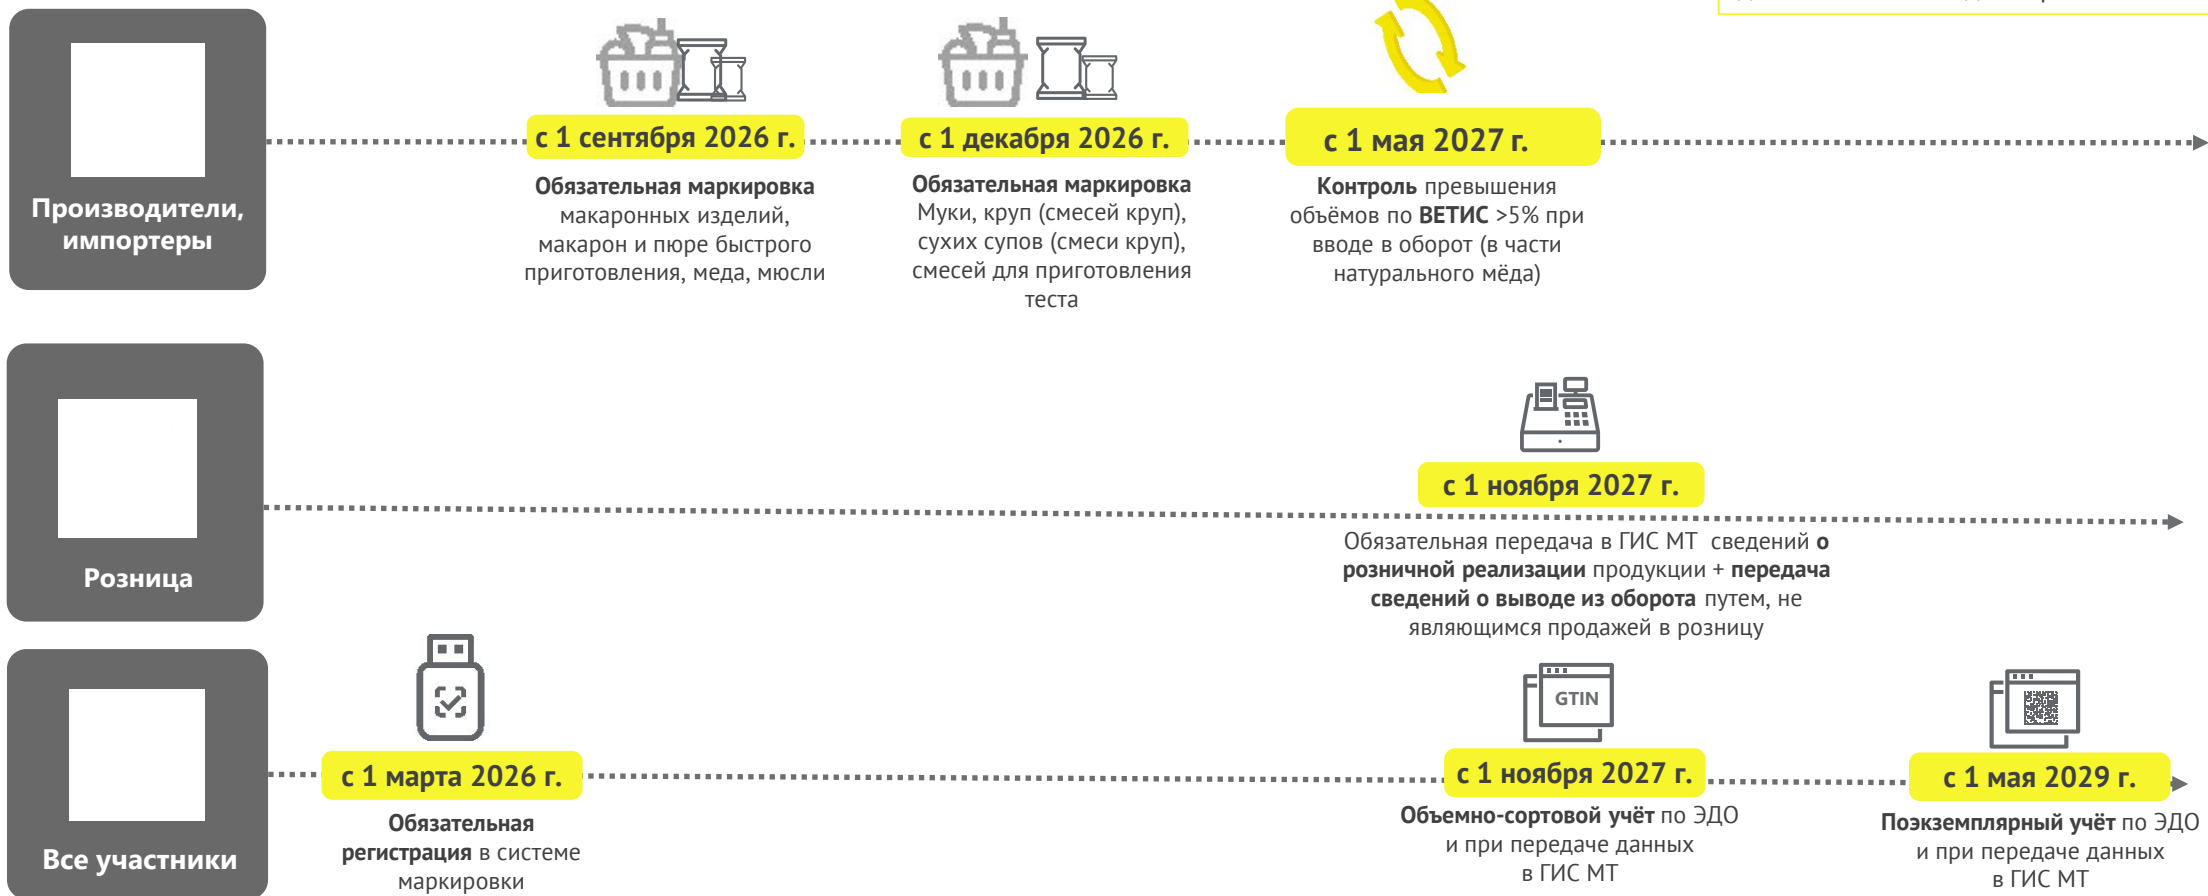 Производители,
импортеры
с 1 сентября 2026 г.
Обязательная маркировка
макаронных изделий,
макарон и пюре быстрого
приготовления, меда, мюсли
с 1 декабря 2026 г.
Обязательная маркировка
Муки, круп (смесей круп),
сухих супов (смеси круп),
смесей для приготовления
теста
с 1 мая 2027 г.
Контроль превышения
объёмов по ВЕТИС >5% при
вводе в оборот (в части
натурального мёда)
Розница
с 1 ноября 2027 г.
Обязательная передача в ГИС МТ сведений о
розничной реализации продукции + передача
сведений о выводе из оборота путем, не
являющимся продажей в розницу
Все участники
с 1 марта 2026 г.
Обязательная
регистрация в системе
маркировки
GTIN
с 1 ноября 2027 г.
Объемно-сортовой учёт по ЭДО
и при передаче данных
в ГИС МТ
с 1 мая 2029 г.
Поэкземплярный учёт по ЭДО
и при передаче данных
в ГИС МТ